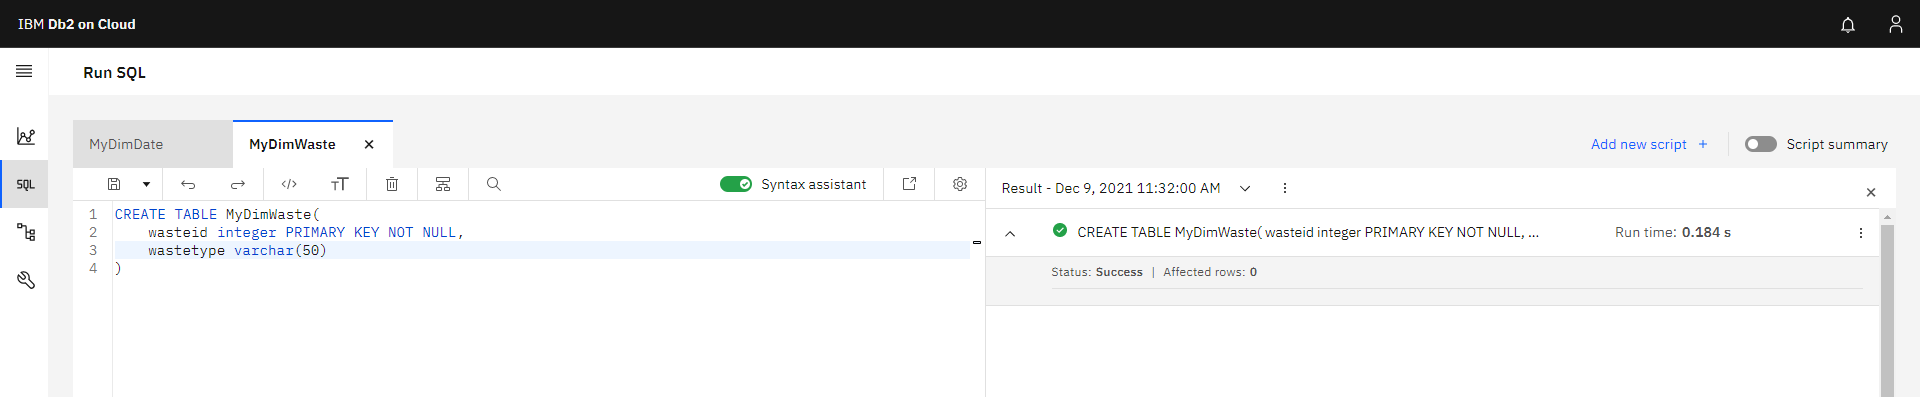 IBM Db2 on Cloud
Run SQL
MyDimDate
MyDimWaste
Add new script +
Script summary
SQL
</>
TT
Syntax assistant
1 CREATE TABLE MyDimWaste(
2 wasteid integer PRIMARY KEY NOT NULL,
3 wastetype varchar(50)
4 )
Result - Dec 9, 2021 11:32:00 AM
CREATE TABLE MyDimWaste( wasteid integer PRIMARY KEY NOT NULL, ...
Run time: 0.184 s
Status: Success | Affected rows: 0